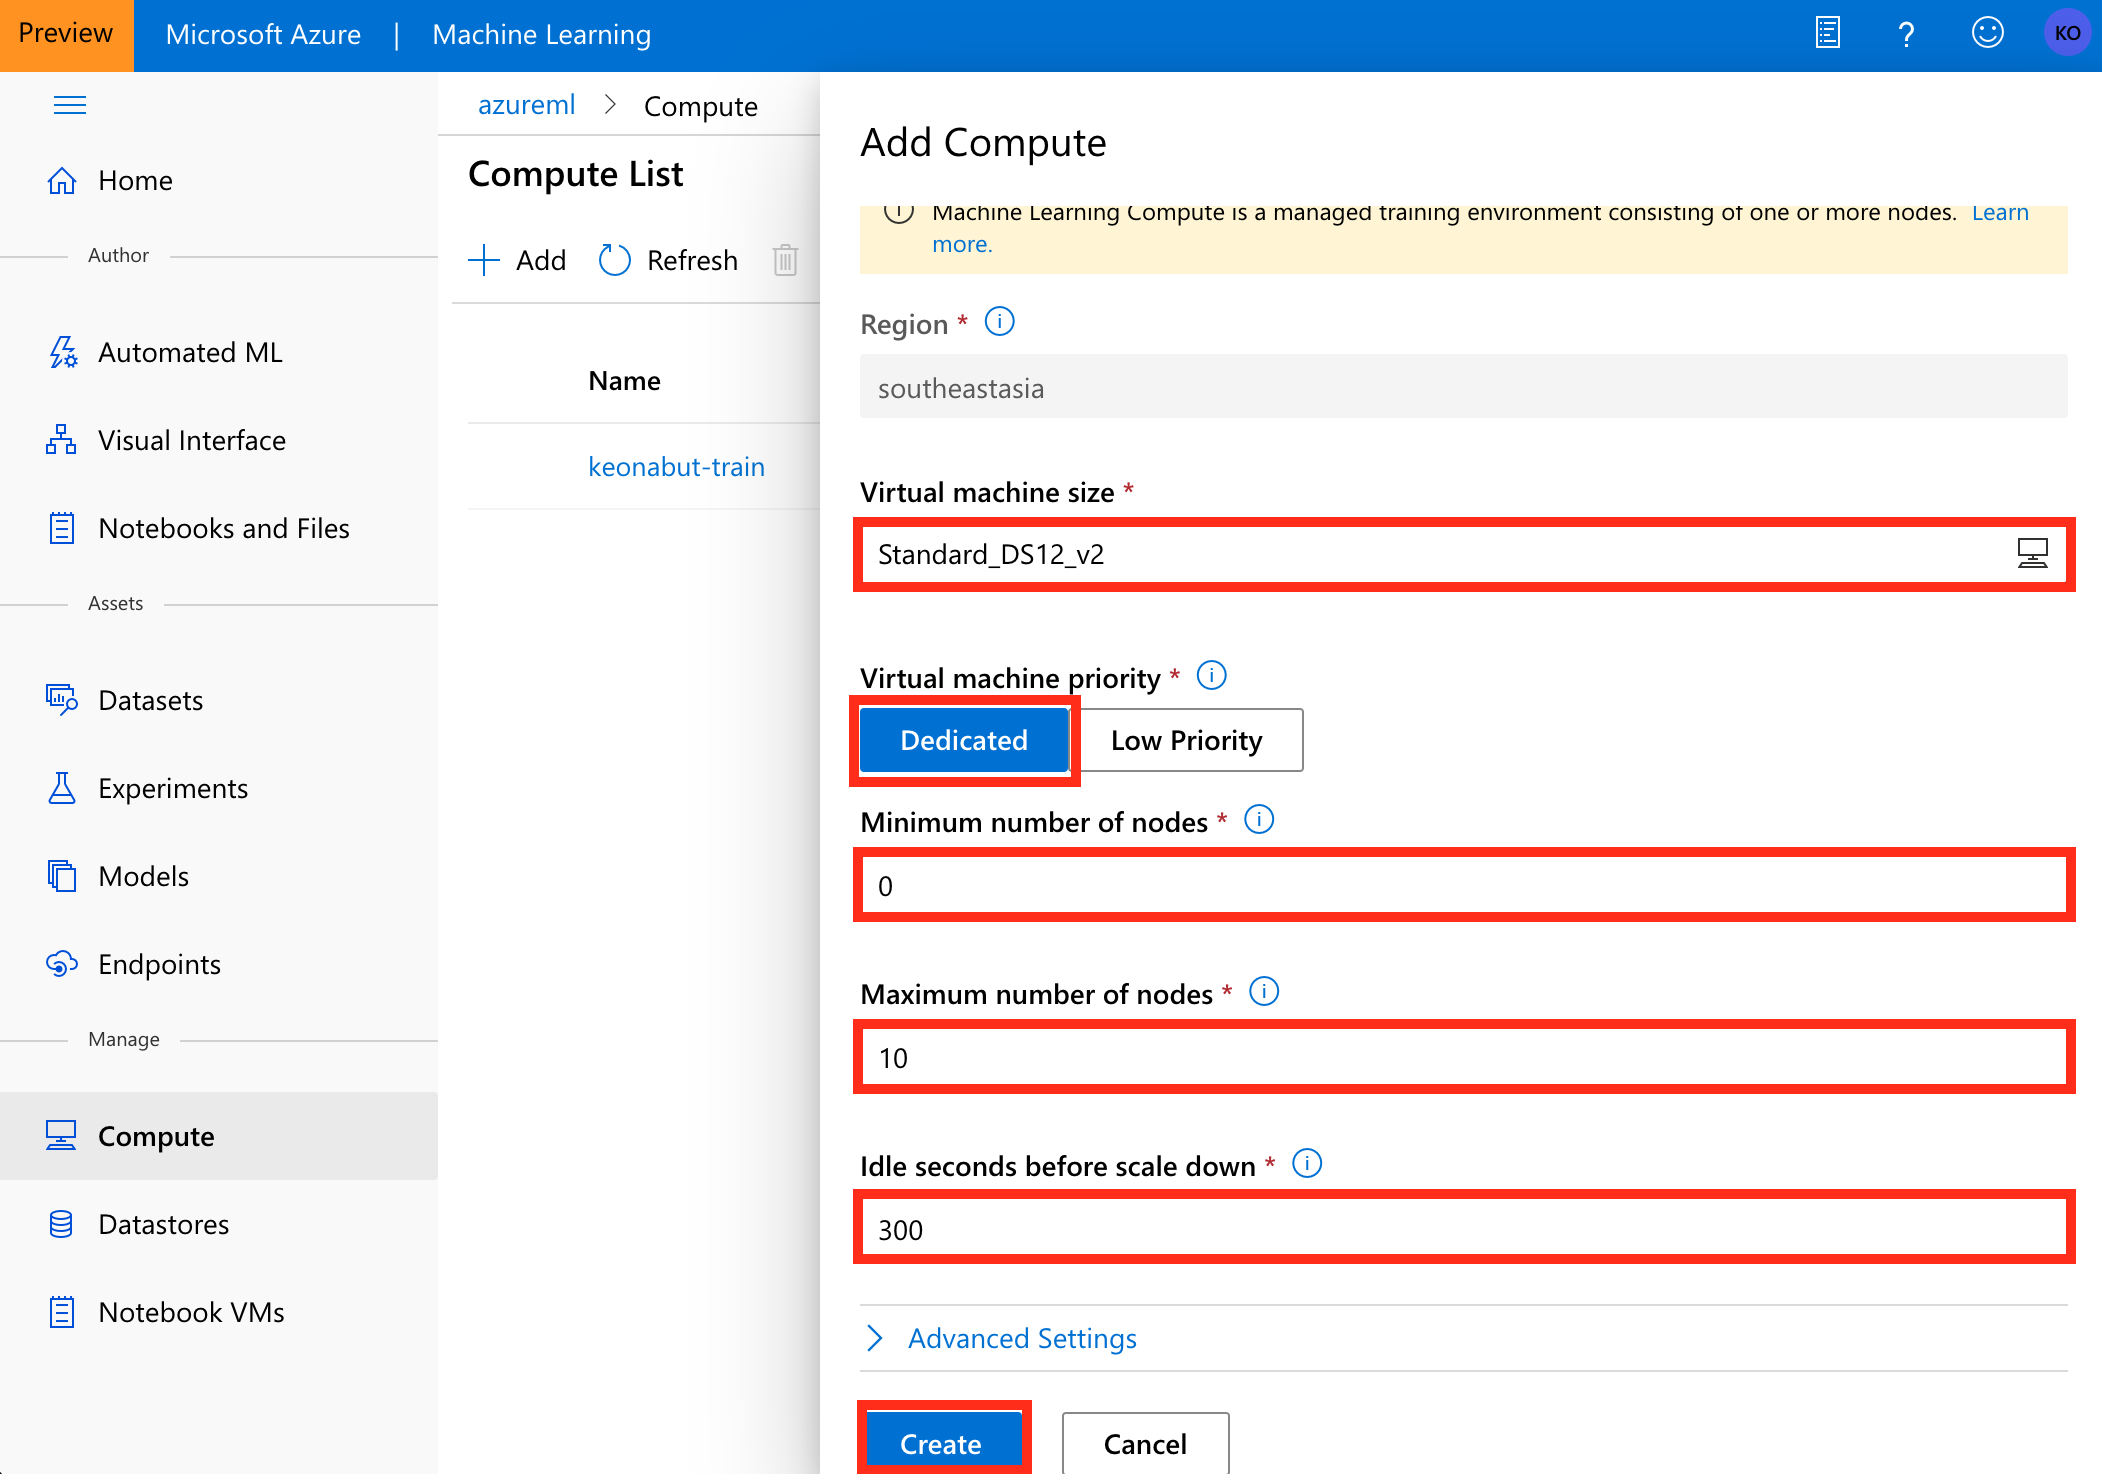 Preview
Microsoft Azure | Machine Learning
?
KO
Home
Author
Automated ML
Visual Interface
Notebooks and Files
Assets
Datasets
Experiments
Models
Endpoints
Manage
Compute
Datastores
Notebook VMs
azureml > Compute
Compute List
Add Refresh
Name
keonabut-train
Add Compute
Machine Learning Compute is a managed training environment consisting of one or more nodes. Learn
more.
Region *
southeastasia
Virtual machine size *
Standard_DS12_v2
Virtual machine priority *
Dedicated Low Priority
Minimum number of nodes *
0
Maximum number of nodes *
10
Idle seconds before scale down *
300
Advanced Settings
Create Cancel